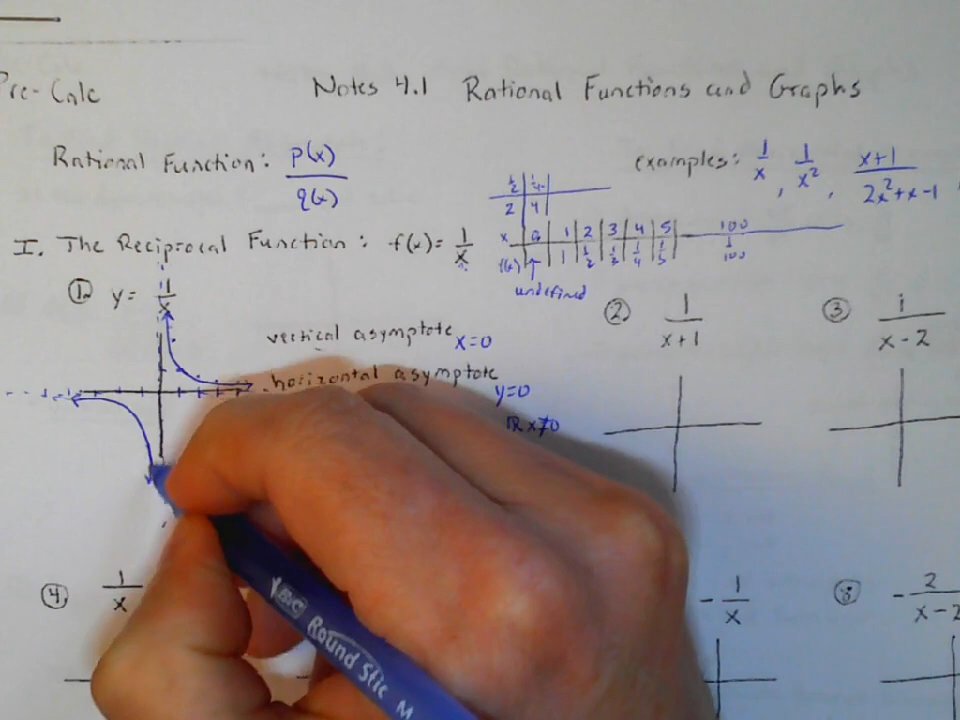 Pre-Calc Notes 4.1 Rational Functions and Graphs
Rational Function: p(x)/q(x) examples: 1/x , 1/x² , x+1/2x²+x-1
1/2 1/4
2 4
I. The Reciprocal Function: f(x)= 1/x
x 0 1 2 3 4 5 100
f(x) 1 1/2 1/3 1/4 1/5 1/100
undefined
① y= 1/x
② 1/x+1
③ 1/x-2
vertical asymptote x=0
horizontal asymptote
y=0
ℝ x≠0
④ 1/x
-1/x
⑧ -2/x-2
BIC Round Stic M